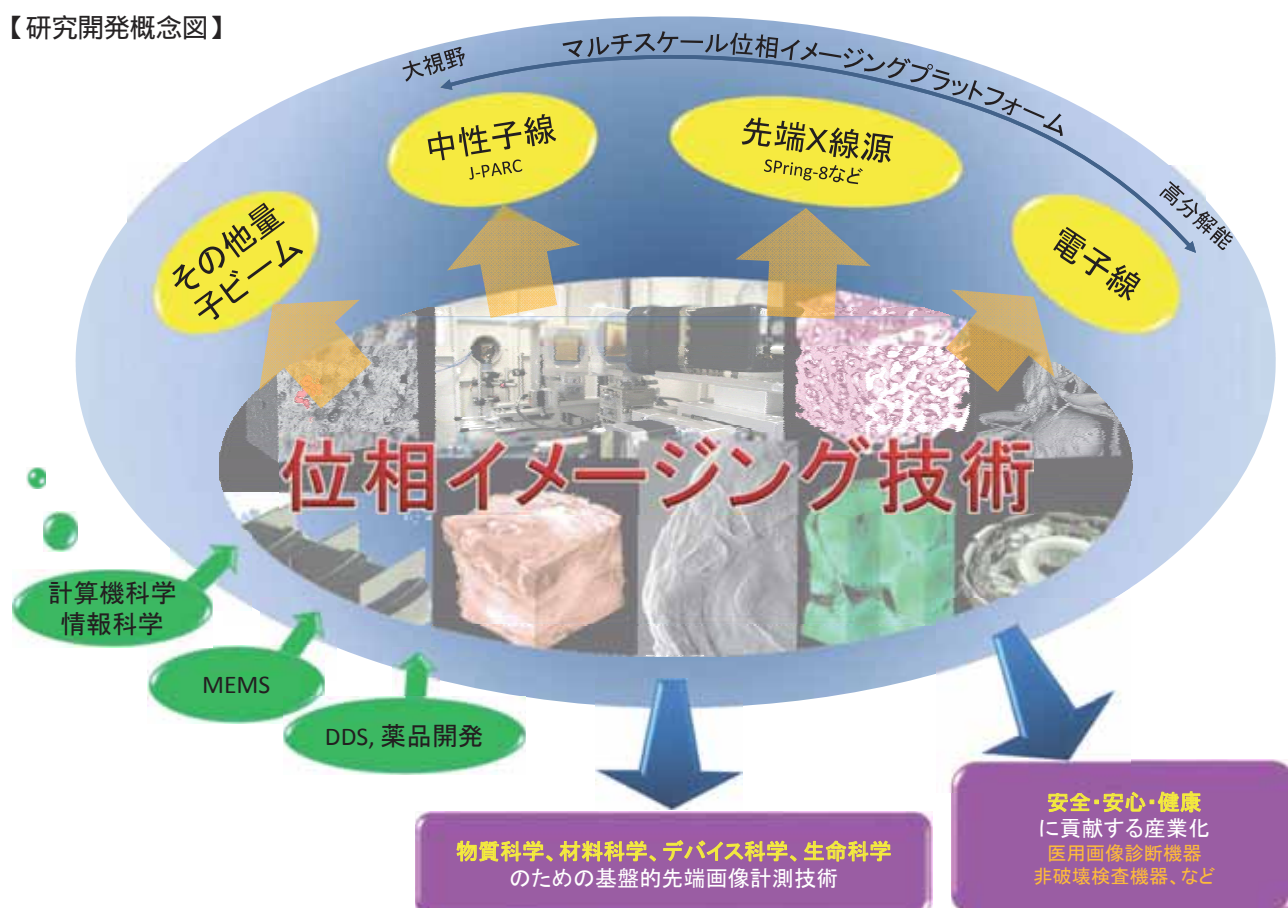 【研究開発概念図】
大視野
マルチスケール位相イメージングプラットフォーム
高分解能
中性子線
J-PARC
先端X線源
SPring-8など
その他量
子ビーム
電子線
位相イメージング技術
計算機科学
情報科学
MEMS
DDS, 薬品開発
物質科学、材料科学、デバイス科学、生命科学
のための基盤的先端画像計測技術
安全・安心・健康
に貢献する産業化
医用画像診断機器
非破壊検査機器、など